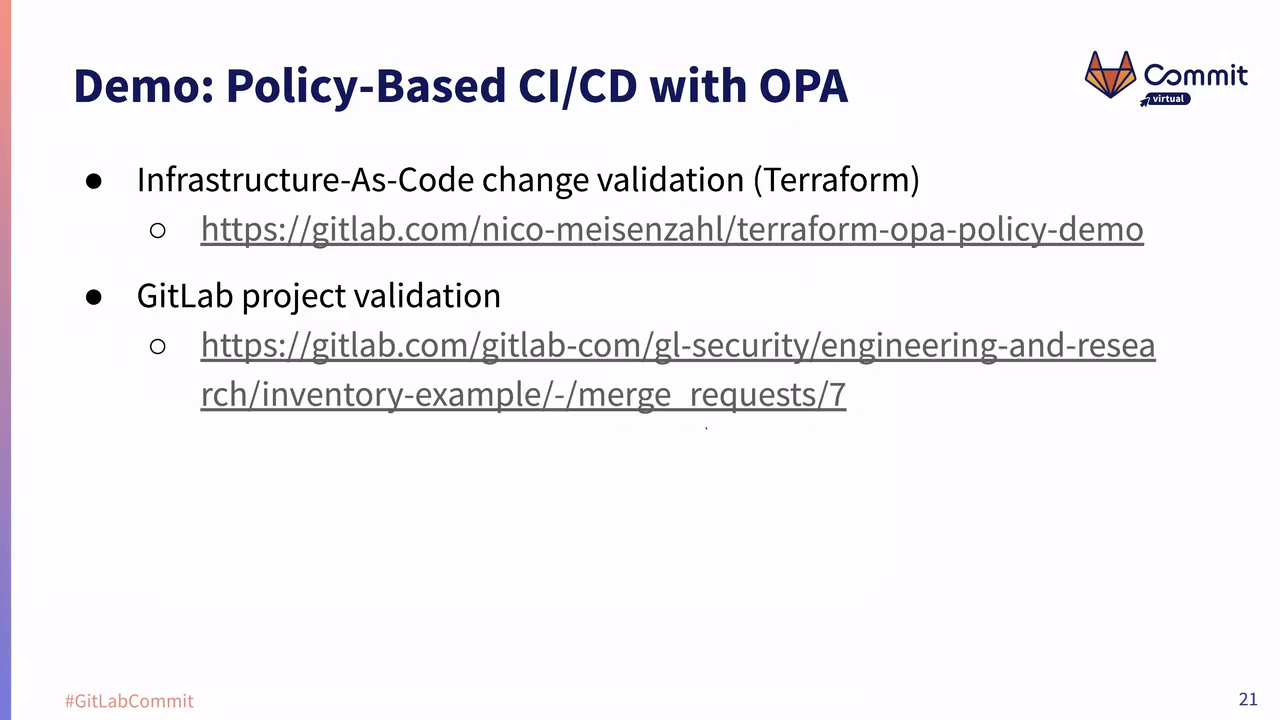 Demo: Policy-Based CI/CD with OPA
Commit
virtual
● Infrastructure-As-Code change validation (Terraform)
○ https://gitlab.com/nico-meisenzahl/terraform-opa-policy-demo
● GitLab project validation
○ https://gitlab.com/gitlab-com/gl-security/engineering-and-resea
rch/inventory-example/-/merge_requests/7
#GitLabCommit
21